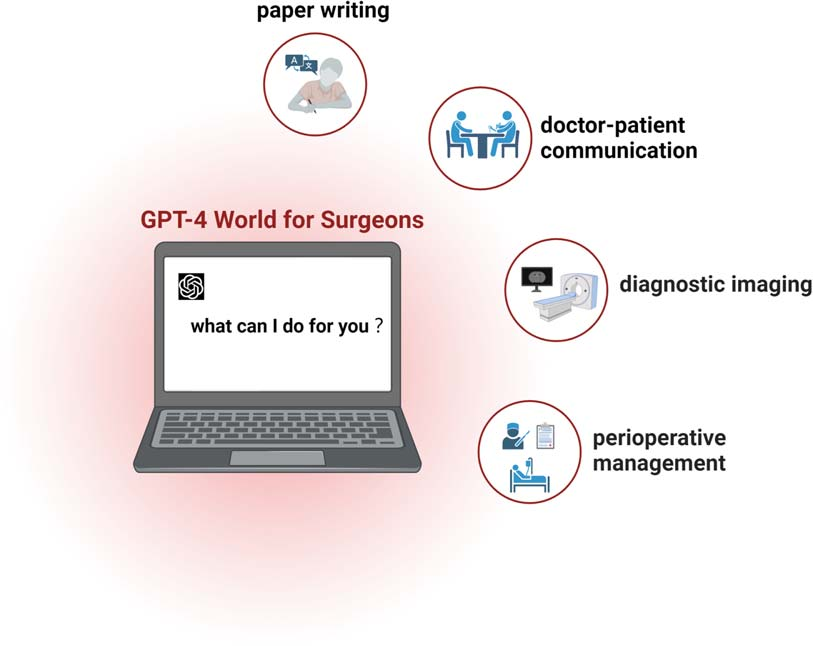 paper writing
A 文
doctor-patient
communication
GPT-4 World for Surgeons
what can I do for you ?
diagnostic imaging
perioperative
management